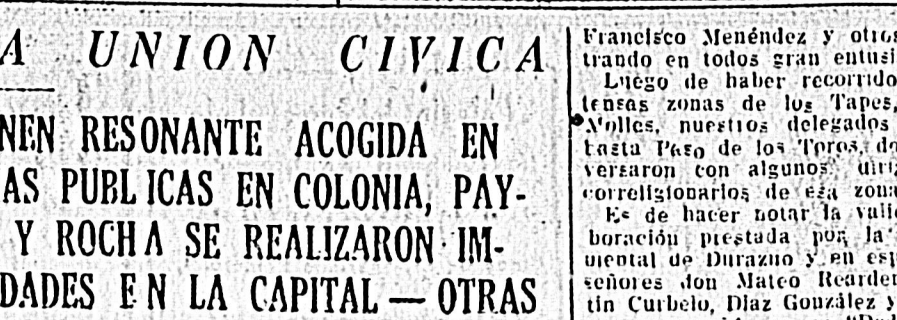 A UNION CIVICA
NEN RESONANTE ACOGIDA EN
AS PUBLICAS EN COLONIA, PAY-
Y ROCHA SE REALIZARON IM-
DADES EN LA CAPITAL — OTRAS
Francisco Menéndez y otros
trando en todos gran entusi
Luego de haber recorrido
tensas zonas de los Tapes,
Molles, nuestros delegados
hasta Paso de los Toros, do
versaron con algunos
correligionarios de esa zona
Es de hacer notar la valio
boración prestada por la
mental de Durazno y en esp
señores don Mateo Rearden
tin Curbelo, Diaz González y